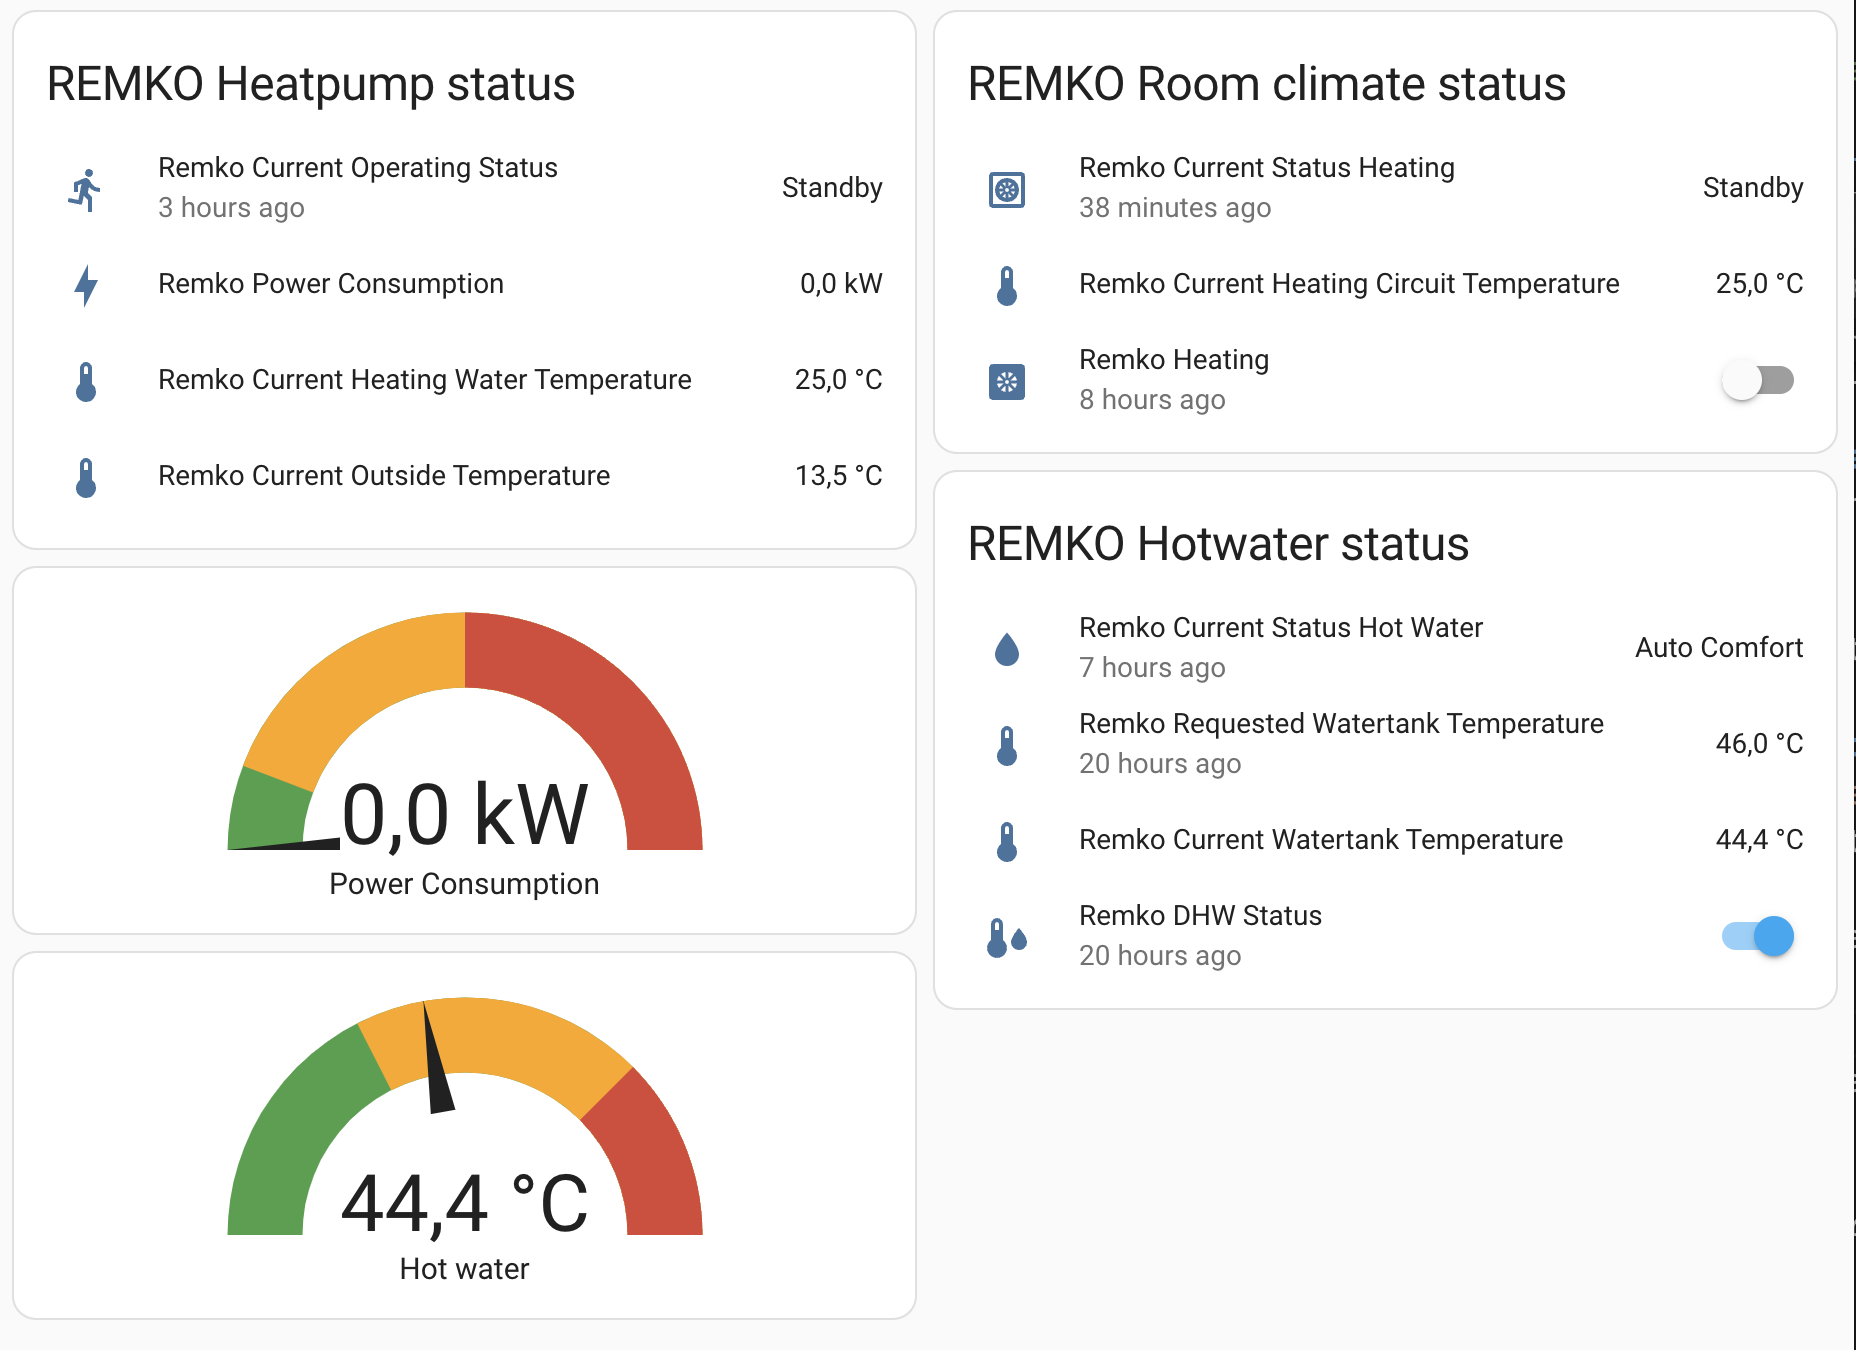 REMKO Heatpump status
Remko Current Operating Status
3 hours ago
Standby
Remko Power Consumption
0,0 kW
Remko Current Heating Water Temperature
25,0 °C
Remko Current Outside Temperature
13,5 °C
0,0 kW
Power Consumption
44,4 °C
Hot water
REMKO Room climate status
Remko Current Status Heating
38 minutes ago
Standby
Remko Current Heating Circuit Temperature
25,0 °C
Remko Heating
8 hours ago
REMKO Hotwater status
Remko Current Status Hot Water
7 hours ago
Auto Comfort
Remko Requested Watertank Temperature
20 hours ago
46,0 °C
Remko Current Watertank Temperature
44,4 °C
Remko DHW Status
20 hours ago